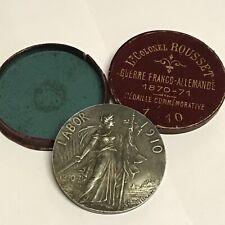 Lt COLONEL ROUSSET
GUERRE FRANCO-ALLEMANDE
1870-71
MÉDAILLE COMMÉMORATIVE
LABOR 1910